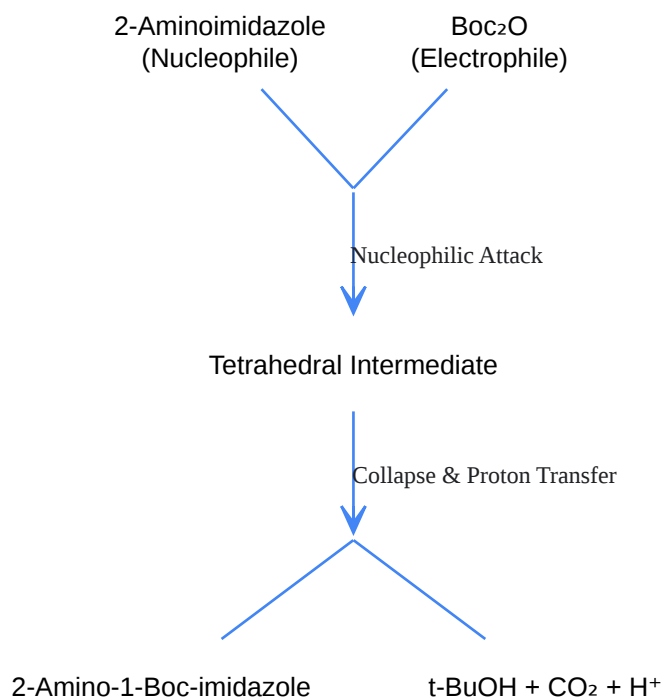 2-Aminoimidazole
(Nucleophile)
Boc₂O
(Electrophile)
Nucleophilic Attack
Tetrahedral Intermediate
Collapse & Proton Transfer
2-Amino-1-Boc-imidazole
t-BuOH + CO₂ + H⁺